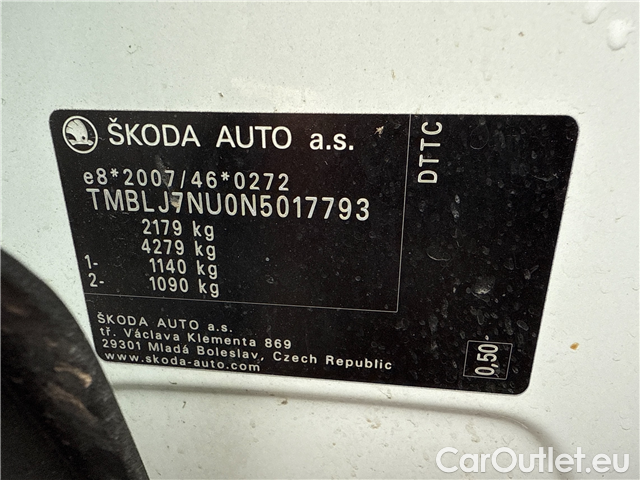 ŠKODA AUTO a.s.
e8*2007/46*0272
TMBLJ7NU0N5017793
2179 kg
4279 kg
1- 1140 kg
2- 1090 kg
ŠKODA AUTO a.s.
tř. Václava Klementa 869
29301 Mladá Boleslav, Czech Republic
www.skoda-auto.com
DTTC
0,50
CarOutlet.eu